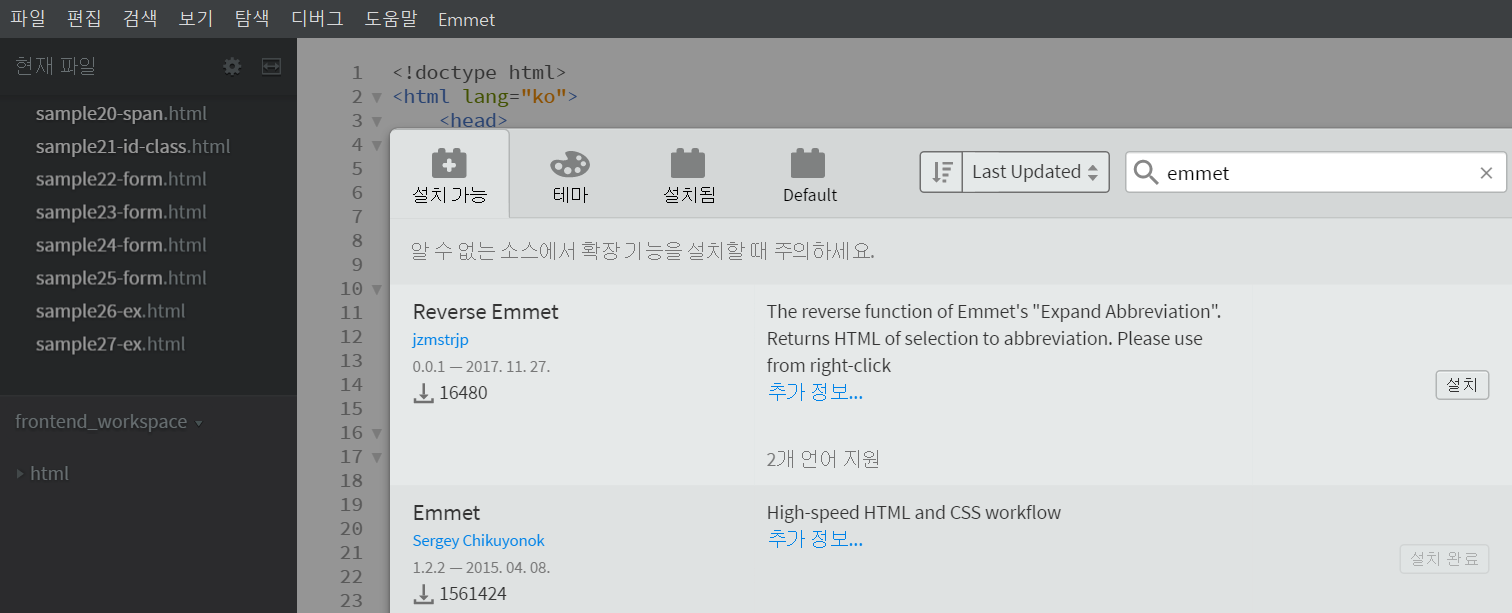 파일 편집 검색 보기 탐색 디버그 도움말 Emmet
현재 파일
sample20-span.html
sample21-id-class.html
sample22-form.html
sample23-form.html
sample24-form.html
sample25-form.html
sample26-ex.html
sample27-ex.html
frontend_workspace
html
1 <!doctype html>
2 <html lang="ko">
3 <head>
4
5
6
7
8
9
10
11
12
13
14
15
16
17
18
19
20
21
22
23
설치 가능 테마 설치됨 Default Last Updated emmet
알 수 없는 소스에서 확장 기능을 설치할 때 주의하세요.
Reverse Emmet
jzmstrjp
0.0.1 — 2017. 11. 27.
16480
The reverse function of Emmet's "Expand Abbreviation".
Returns HTML of selection to abbreviation. Please use
from right-click
추가 정보...
2개 언어 지원
설치
Emmet
Sergey Chikuyonok
1.2.2 — 2015. 04. 08.
1561424
High-speed HTML and CSS workflow
추가 정보...
설치 완료